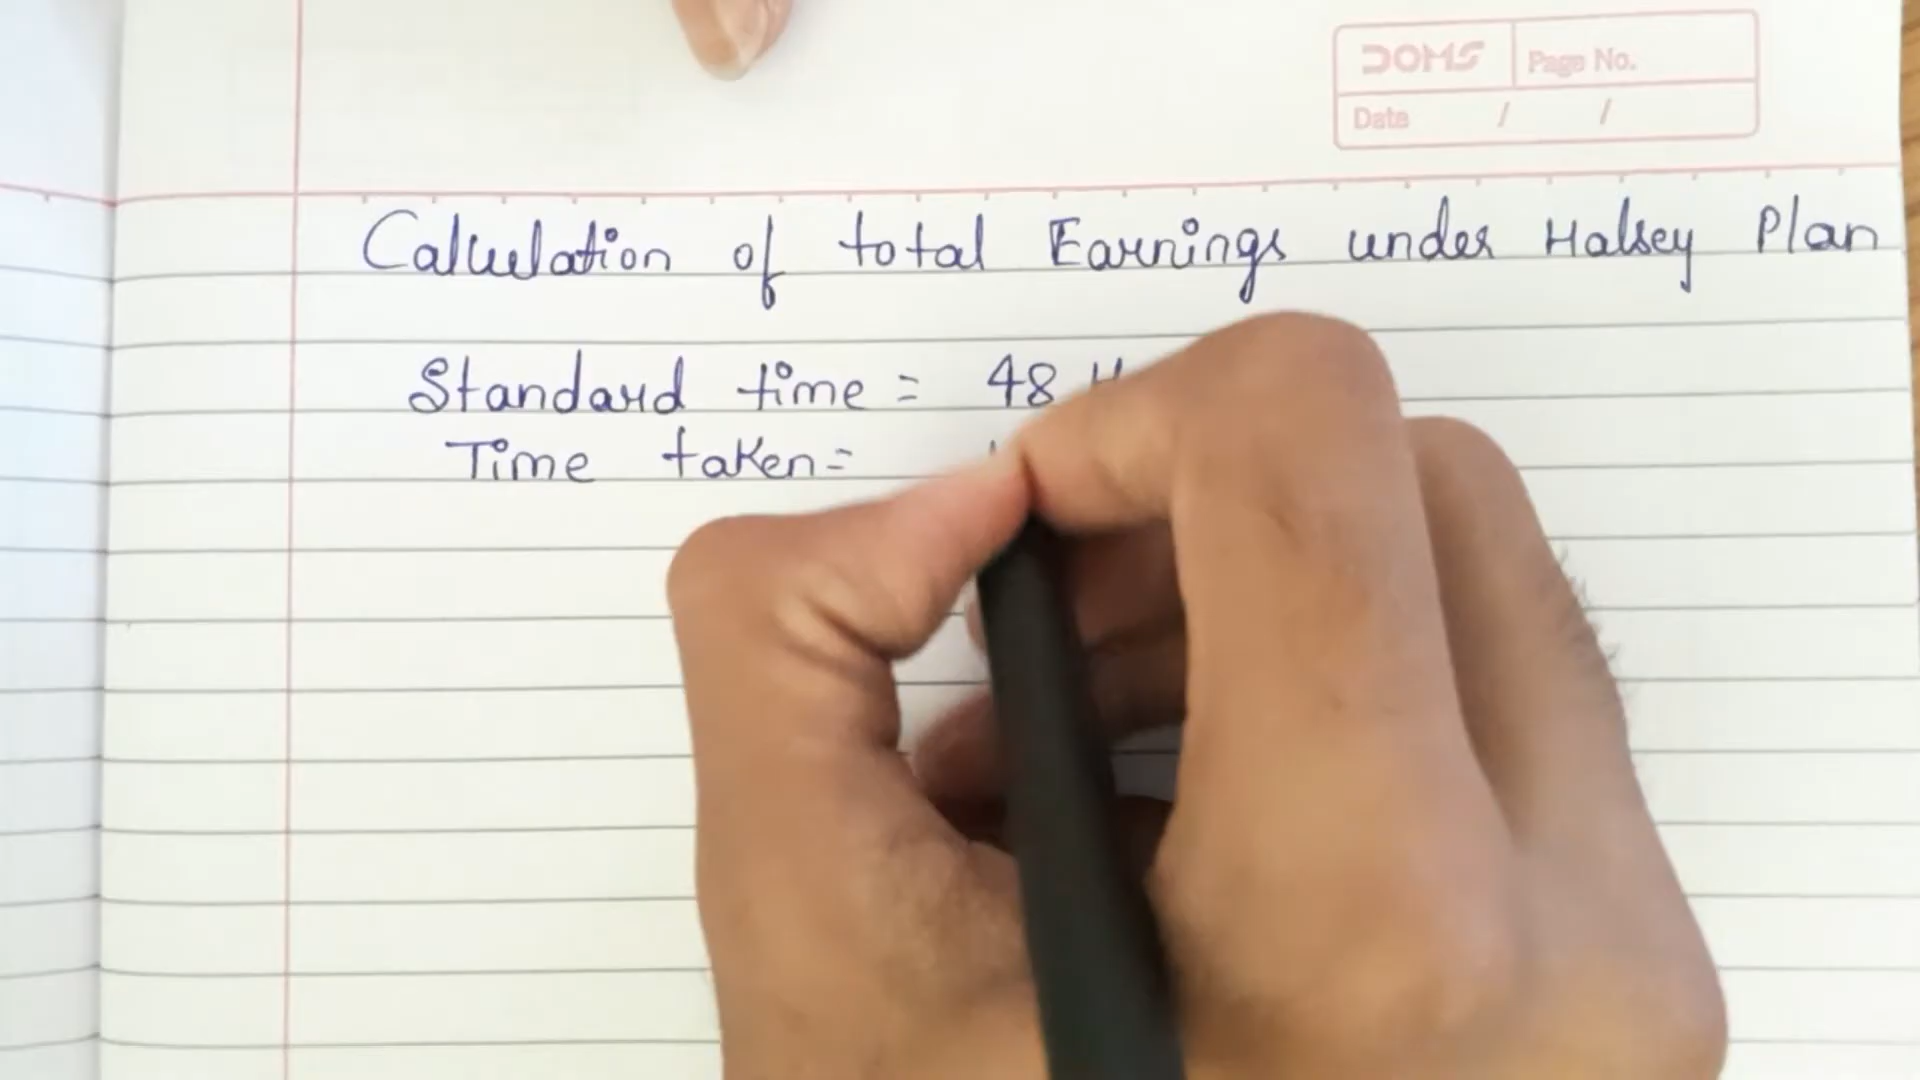 DOMS
Page No.
Date / /
Calculation of total Earnings under Halsey Plan
Standard time = 48
Time taken=